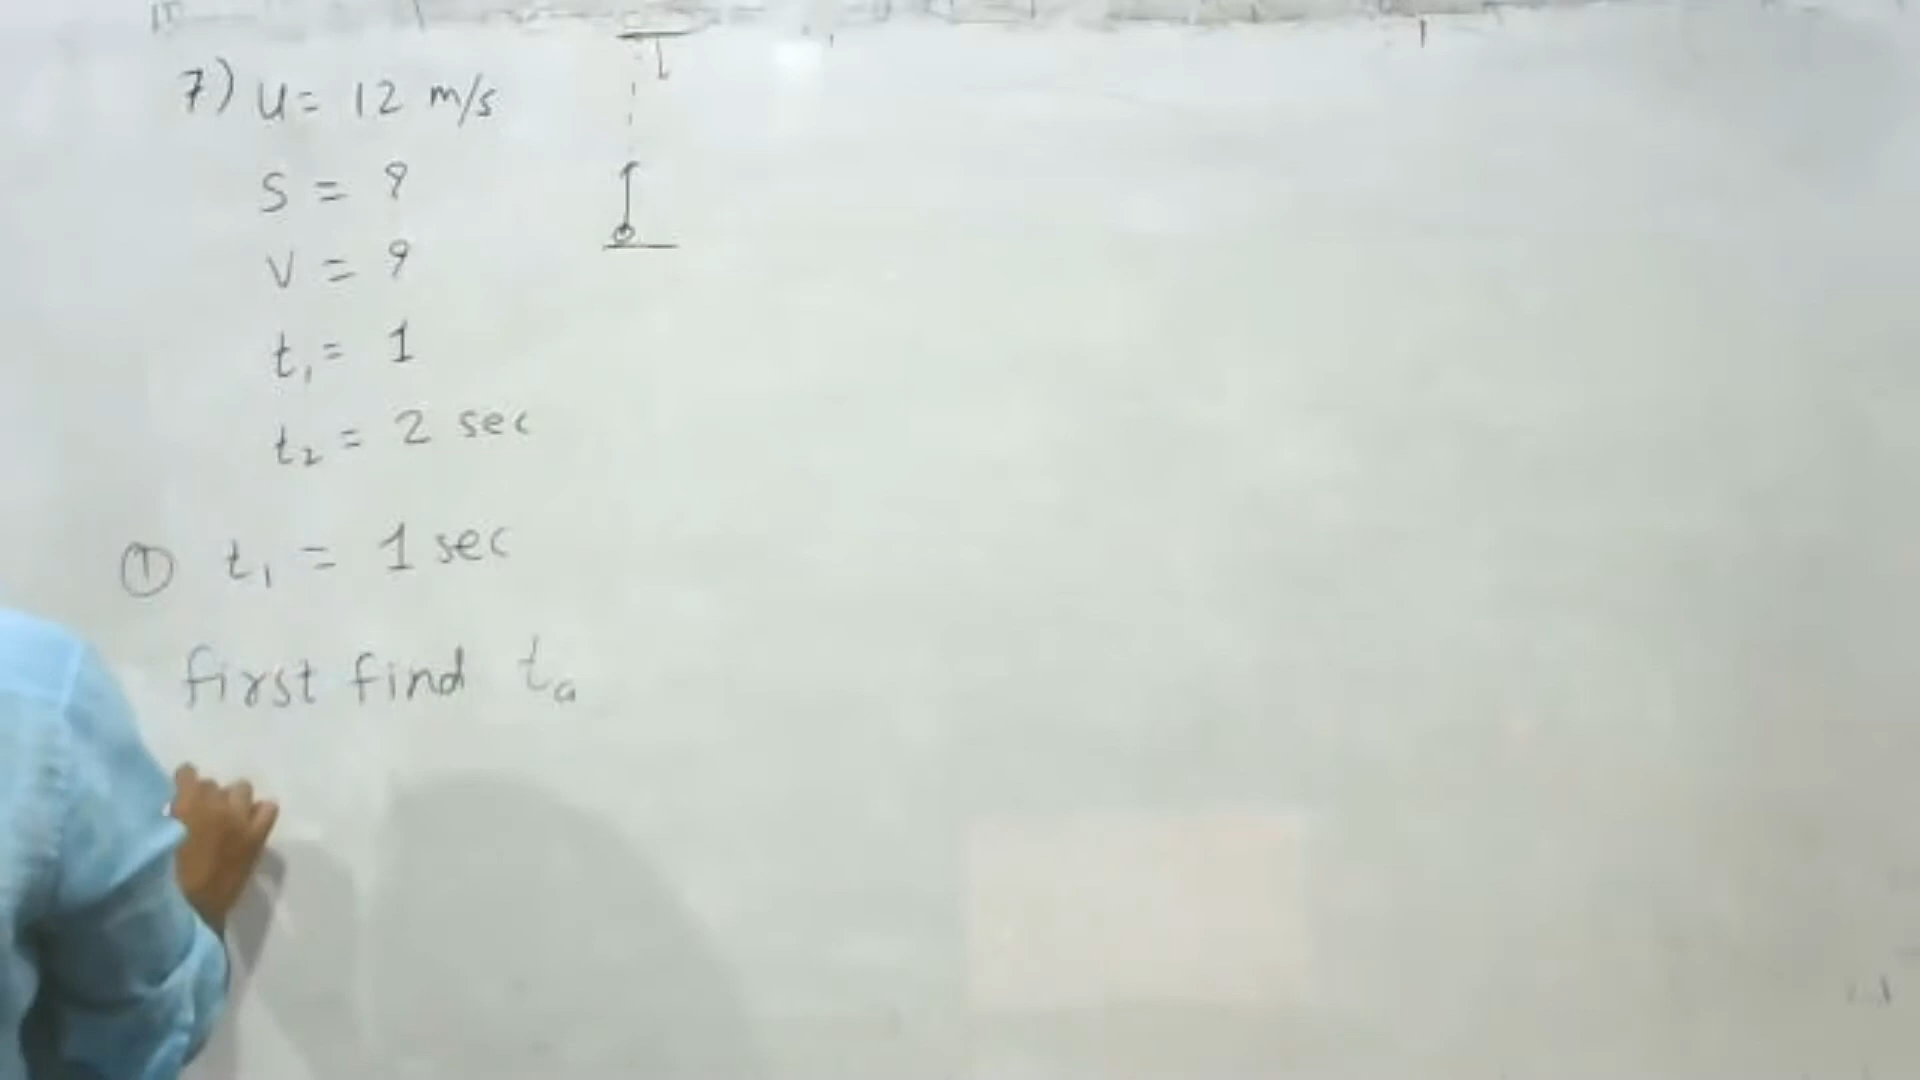 7) u = 12 m/s
S = ?
V = ?
t₁ = 1
t₂ = 2 sec
① t₁ = 1 sec
first find ta